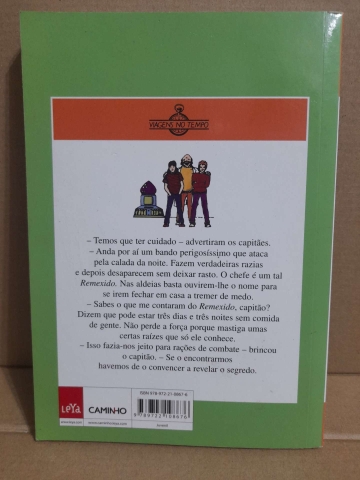 VIAGENS NO TEMPO
– Temos que ter cuidado – advertiram os capitães.
– Anda por aí um bando perigosíssimo que ataca
pela calada da noite. Fazem verdadeiras razias
e depois desaparecem sem deixar rasto. O chefe é um tal
Remexido. Nas aldeias basta ouvirem-lhe o nome para
se irem fechar em casa a tremer de medo.
– Sabes o que me contaram do Remexido, capitão?
Dizem que pode estar três dias e três noites sem comida
de gente. Não perde a força porque mastiga umas
certas raízes que só ele conhece.
– Isso fazia-nos jeito para rações de combate – brincou
o capitão. – Se o encontrarmos
havemos de o convencer a revelar o segredo.
LeYa
CAMINHO